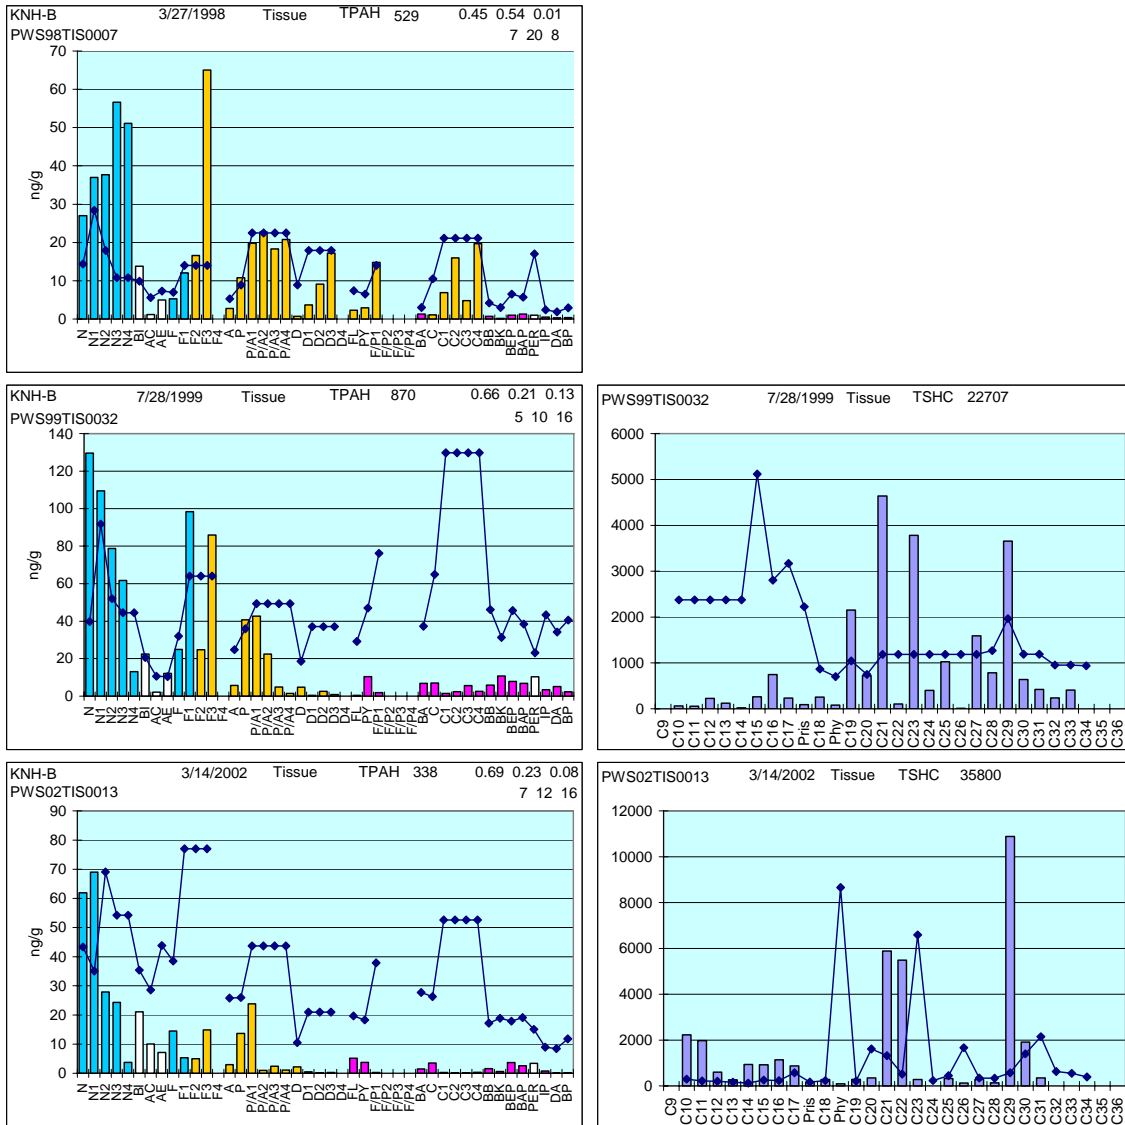 KNH-B 3/27/1998 Tissue TPAH 529 0.45 0.54 0.01
PWS98TIS0007 7 20 8
70
60
50
40
30
20
10
0
ng/g
N N1 N2 N3 N4 BI AC AE F F1 F2 F3 F4 A P P/A1 P/A2 P/A3 P/A4 D D1 D2 D3 D4 FL PY F/P1 F/P2 F/P3 F/P4 BA C C1 C2 C3 C4 BB BK BEP BAP PER IP DA BP
KNH-B 7/28/1999 Tissue TPAH 870 0.66 0.21 0.13
PWS99TIS0032 5 10 16
140
120
100
80
60
40
20
0
ng/g
N N1 N2 N3 N4 BI AC AE F F1 F2 F3 F4 A P P/A1 P/A2 P/A3 P/A4 D D1 D2 D3 D4 FL PY F/P1 F/P2 F/P3 F/P4 BA C C1 C2 C3 C4 BB BK BEP BAP PER IP DA BP
PWS99TIS0032 7/28/1999 Tissue TSHC 22707
6000
5000
4000
3000
2000
1000
0
C9 C10 C11 C12 C13 C14 C15 C16 C17 Pris C18 Phy C19 C20 C21 C22 C23 C24 C25 C26 C27 C28 C29 C30 C31 C32 C33 C34 C35 C36
KNH-B 3/14/2002 Tissue TPAH 338 0.69 0.23 0.08
PWS02TIS0013 7 12 16
90
80
70
60
50
40
30
20
10
0
ng/g
N N1 N2 N3 N4 BI AC AE F F1 F2 F3 F4 A P P/A1 P/A2 P/A3 P/A4 D D1 D2 D3 D4 FL PY F/P1 F/P2 F/P3 F/P4 BA C C1 C2 C3 C4 BB BK BEP BAP PER IP DA BP
PWS02TIS0013 3/14/2002 Tissue TSHC 35800
12000
10000
8000
6000
4000
2000
0
C9 C10 C11 C12 C13 C14 C15 C16 C17 Pris C18 Phy C19 C20 C21 C22 C23 C24 C25 C26 C27 C28 C29 C30 C31 C32 C33 C34 C35 C36